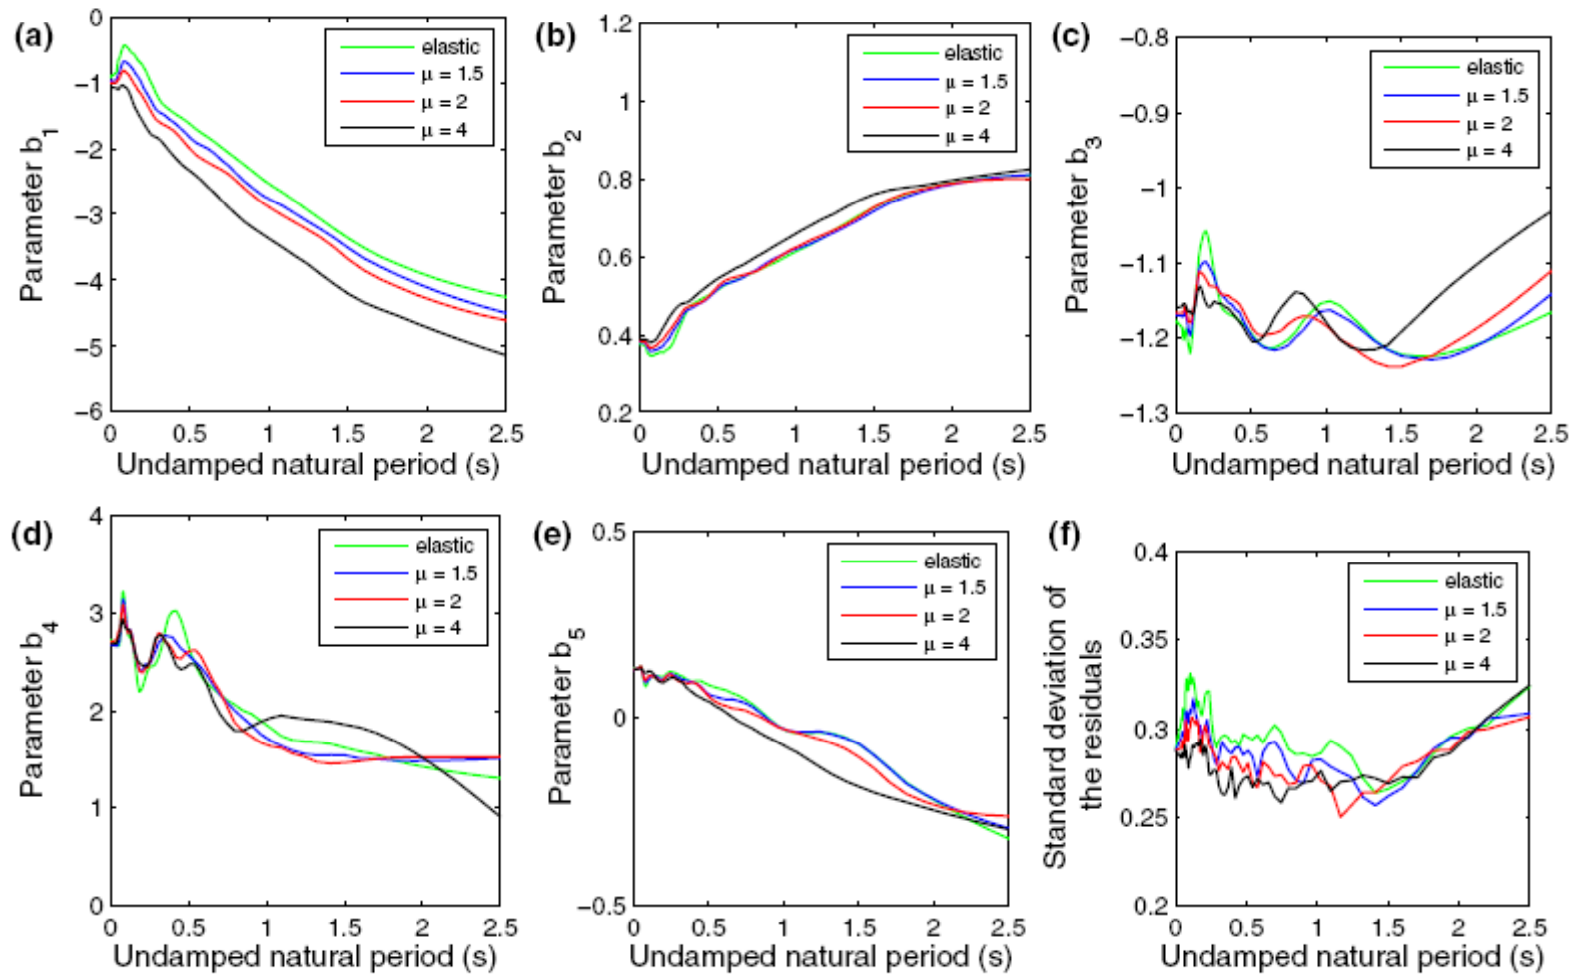 (a)
Parameter b1
0
−1
−2
−3
−4
−5
−6
elastic
μ = 1.5
μ = 2
μ = 4
0 0.5 1 1.5 2 2.5
Undamped natural period (s)
(b)
Parameter b2
1.2
1
0.8
0.6
0.4
0.2
elastic
μ = 1.5
μ = 2
μ = 4
0 0.5 1 1.5 2 2.5
Undamped natural period (s)
(c)
Parameter b3
−0.8
−0.9
−1
−1.1
−1.2
−1.3
elastic
μ = 1.5
μ = 2
μ = 4
0 0.5 1 1.5 2 2.5
Undamped natural period (s)
(d)
Parameter b4
4
3
2
1
0
elastic
μ = 1.5
μ = 2
μ = 4
0 0.5 1 1.5 2 2.5
Undamped natural period (s)
(e)
Parameter b5
0.5
0
−0.5
elastic
μ = 1.5
μ = 2
μ = 4
0 0.5 1 1.5 2 2.5
Undamped natural period (s)
(f)
Standard deviation of
the residuals
0.4
0.35
0.3
0.25
0.2
elastic
μ = 1.5
μ = 2
μ = 4
0 0.5 1 1.5 2 2.5
Undamped natural period (s)